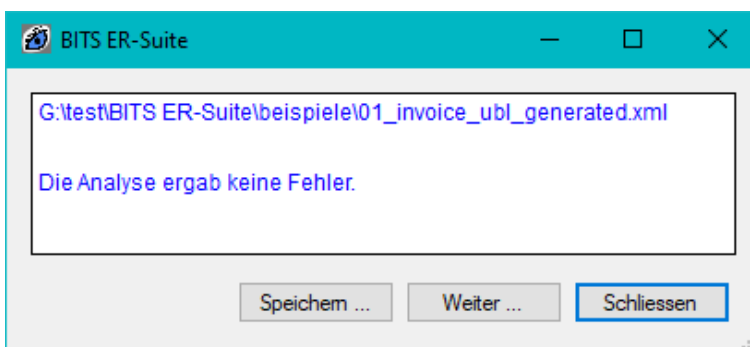 BITS ER-Suite
G:\test\BITS ER-Suite\beispiele\01_invoice_ubl_generated.xml
Die Analyse ergab keine Fehler.
Speichern ... Weiter ... Schliessen